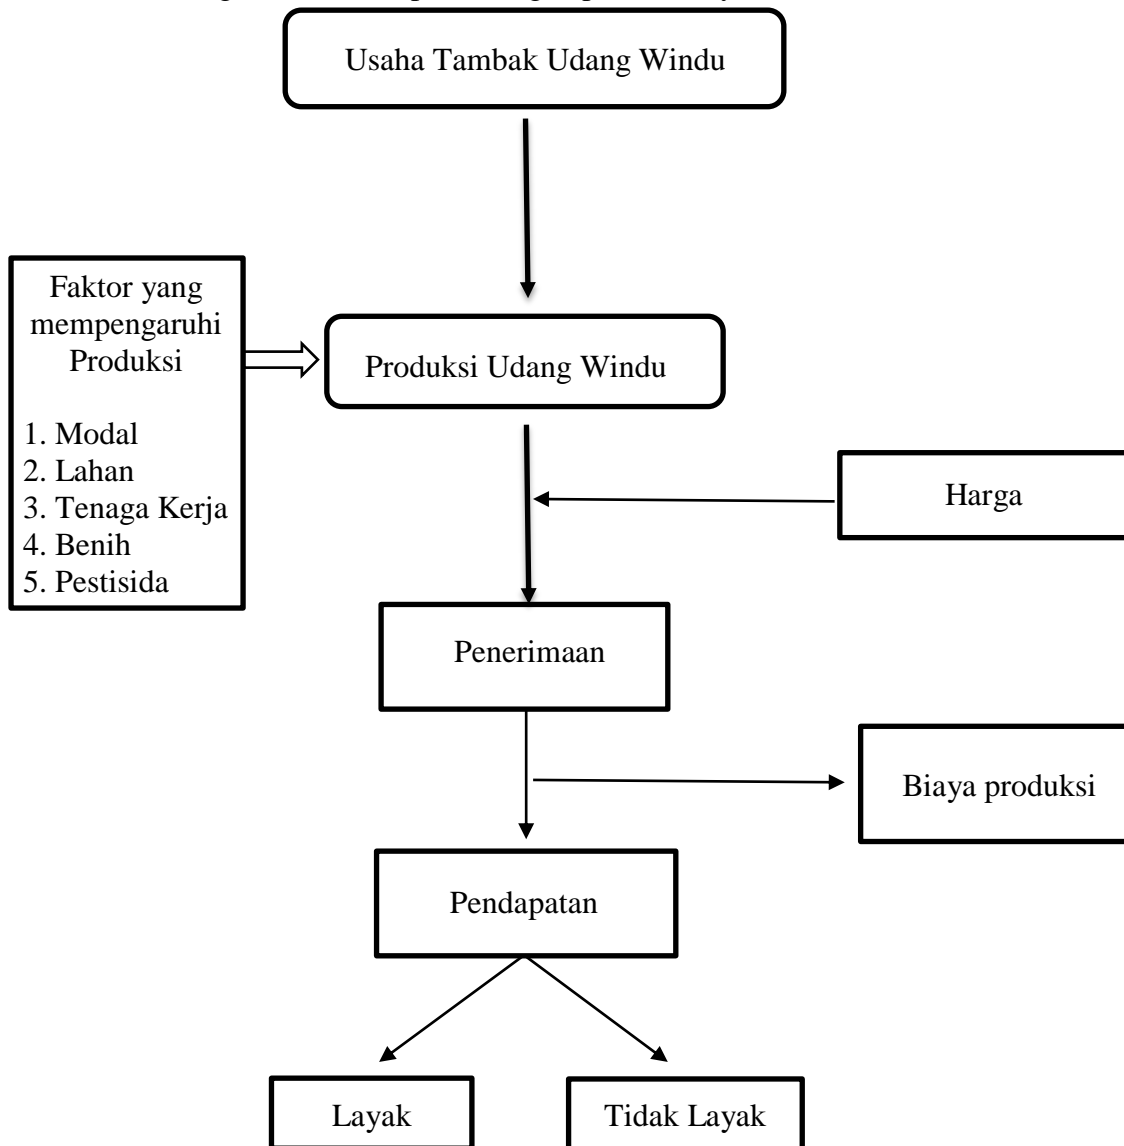 Usaha Tambak Udang Windu
Faktor yang
mempengaruhi
Produksi
1. Modal
2. Lahan
3. Tenaga Kerja
4. Benih
5. Pestisida
Produksi Udang Windu
Harga
Penerimaan
Biaya produksi
Pendapatan
Layak
Tidak Layak